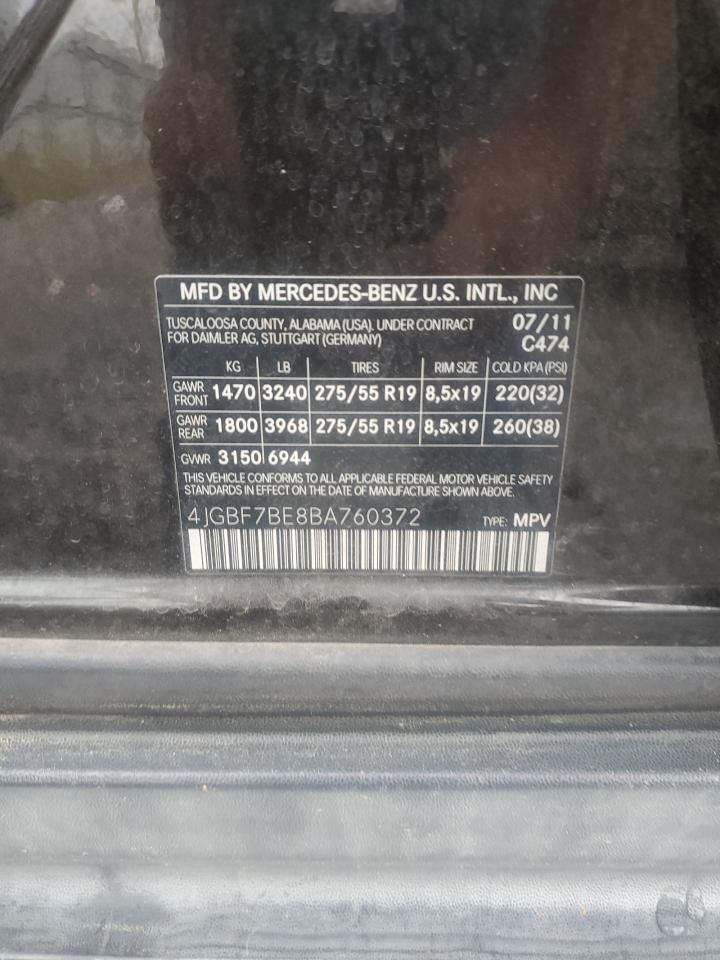 MFD BY MERCEDES-BENZ U.S. INTL., INC
TUSCALOOSA COUNTY, ALABAMA (USA). UNDER CONTRACT 07/11
FOR DAIMLER AG, STUTTGART (GERMANY) C474
KG LB TIRES RIM SIZE COLD KPA (PSI)
GAWR FRONT 1470 3240 275/55 R19 8,5x19 220(32)
GAWR REAR 1800 3968 275/55 R19 8,5x19 260(38)
GVWR 3150 6944
THIS VEHICLE CONFORMS TO ALL APPLICABLE FEDERAL MOTOR VEHICLE SAFETY
STANDARDS IN EFFECT ON THE DATE OF MANUFACTURE SHOWN ABOVE.
4JGBF7BE8BA760372 TYPE: MPV